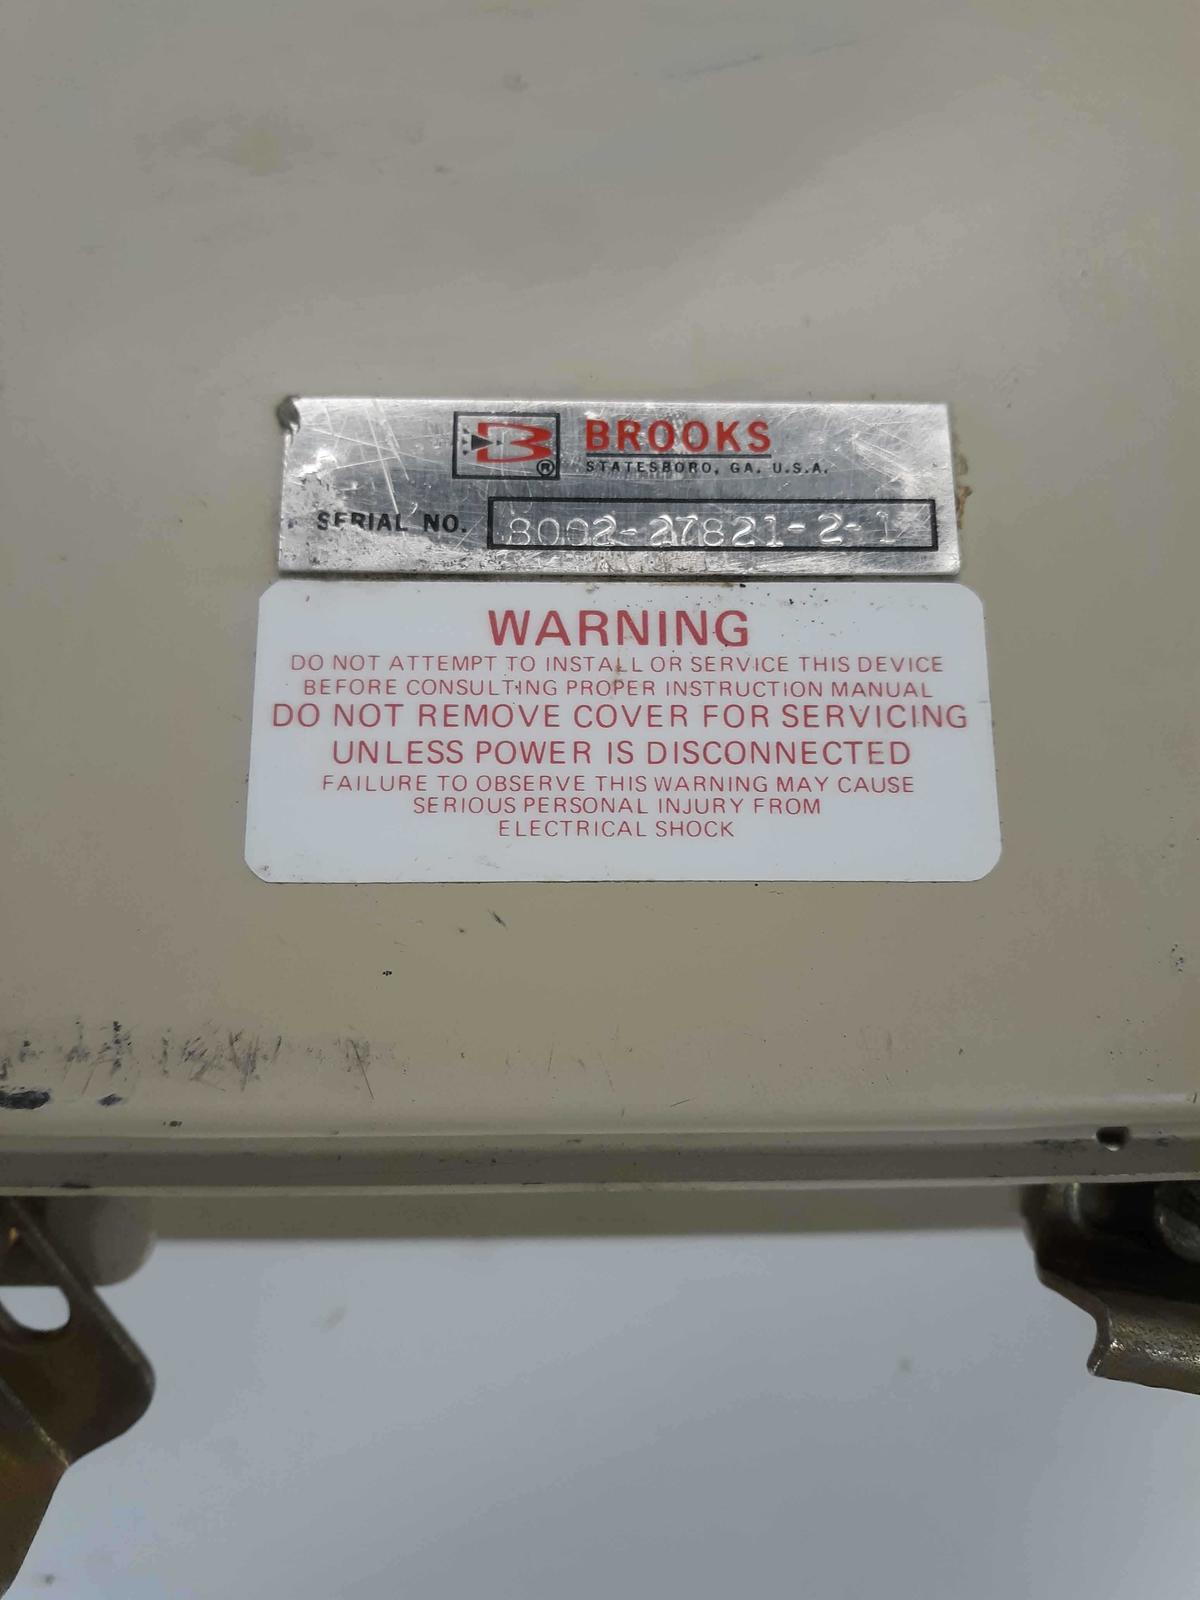 B®
BROOKS
STATESBORO, GA. U.S.A.
SERIAL NO. 8002-27821-2-1
WARNING
DO NOT ATTEMPT TO INSTALL OR SERVICE THIS DEVICE
BEFORE CONSULTING PROPER INSTRUCTION MANUAL
DO NOT REMOVE COVER FOR SERVICING
UNLESS POWER IS DISCONNECTED
FAILURE TO OBSERVE THIS WARNING MAY CAUSE
SERIOUS PERSONAL INJURY FROM
ELECTRICAL SHOCK